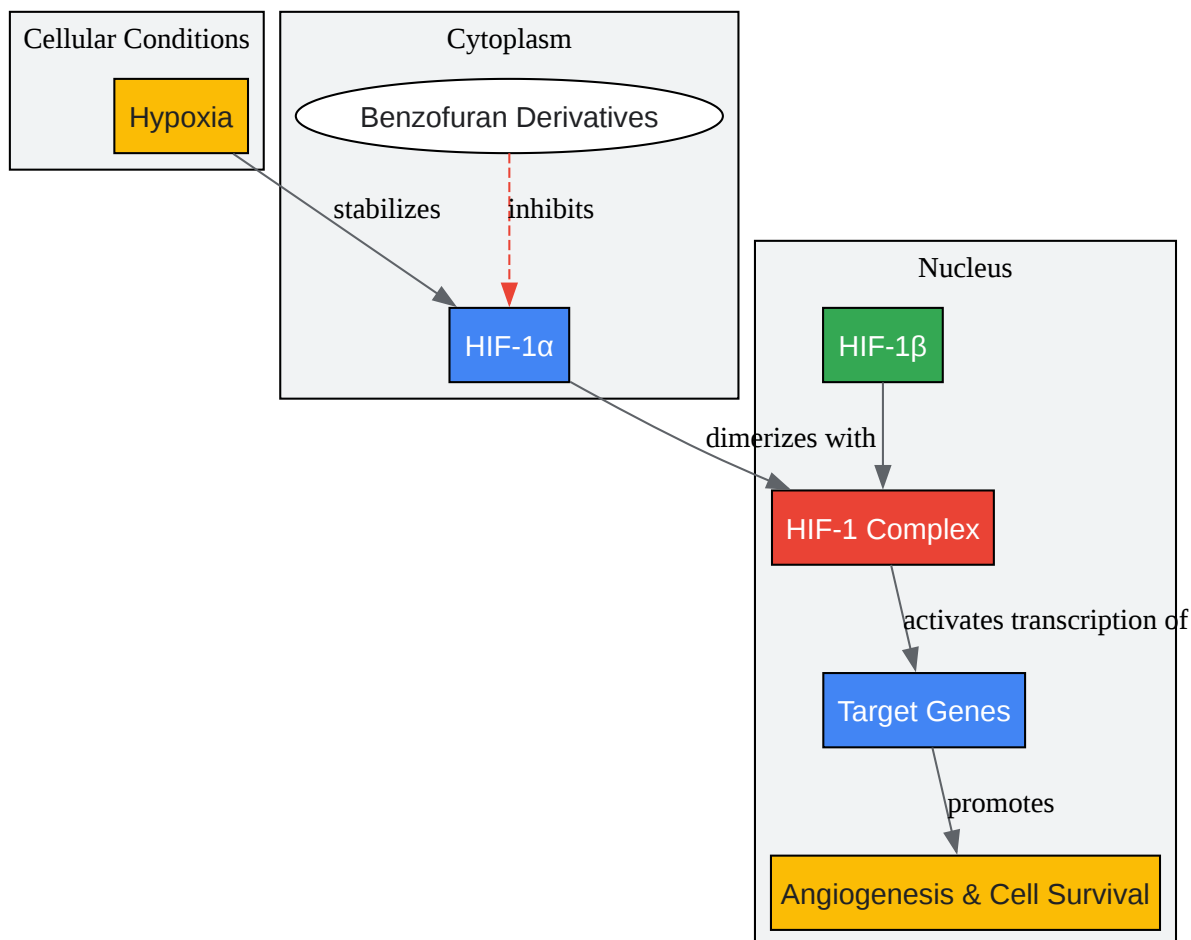 Cellular Conditions
Cytoplasm
Hypoxia
Benzofuran Derivatives
stabilizes
inhibits
Nucleus
HIF-1α
HIF-1β
dimerizes with
HIF-1 Complex
activates transcription of
Target Genes
promotes
Angiogenesis & Cell Survival